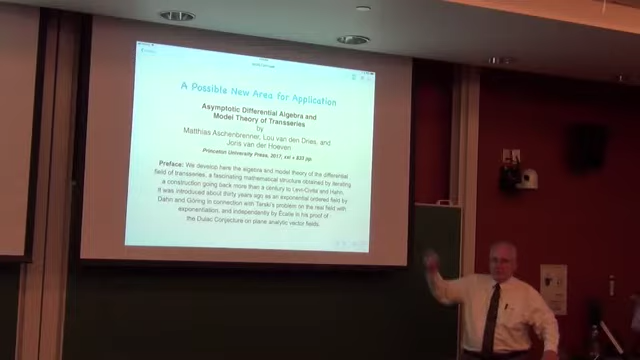 A Possible New Area for Application
Asymptotic Differential Algebra and
Model Theory of Transseries
by
Matthias Aschenbrenner, Lou van den Dries, and
Joris van der Hoeven
Princeton University Press, 2017, xxi + 833 pp.
Preface: We develop here the algebra and model theory of the differential
field of transseries, a fascinating mathematical structure obtained by iterating
a construction going back more than a century to Levi-Civita and Hahn.
It was introduced about thirty years ago as an exponential ordered field by
Dahn and Göring in connection with Tarski's problem on the real field with
exponentiation, and independently by Écalle in his proof of
the Dulac Conjecture on plane analytic vector fields.